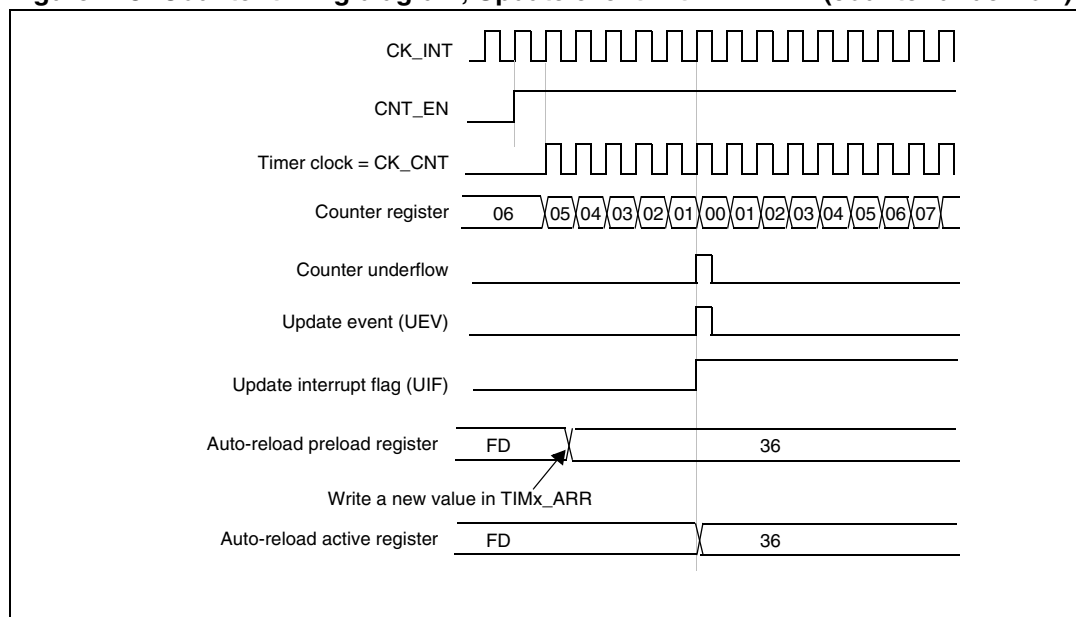 CK_INT
CNT_EN
Timer clock = CK_CNT
Counter register 06 05 04 03 02 01 00 01 02 03 04 05 06 07
Counter underflow
Update event (UEV)
Update interrupt flag (UIF)
Auto-reload preload register FD 36
Write a new value in TIMx_ARR
Auto-reload active register FD 36